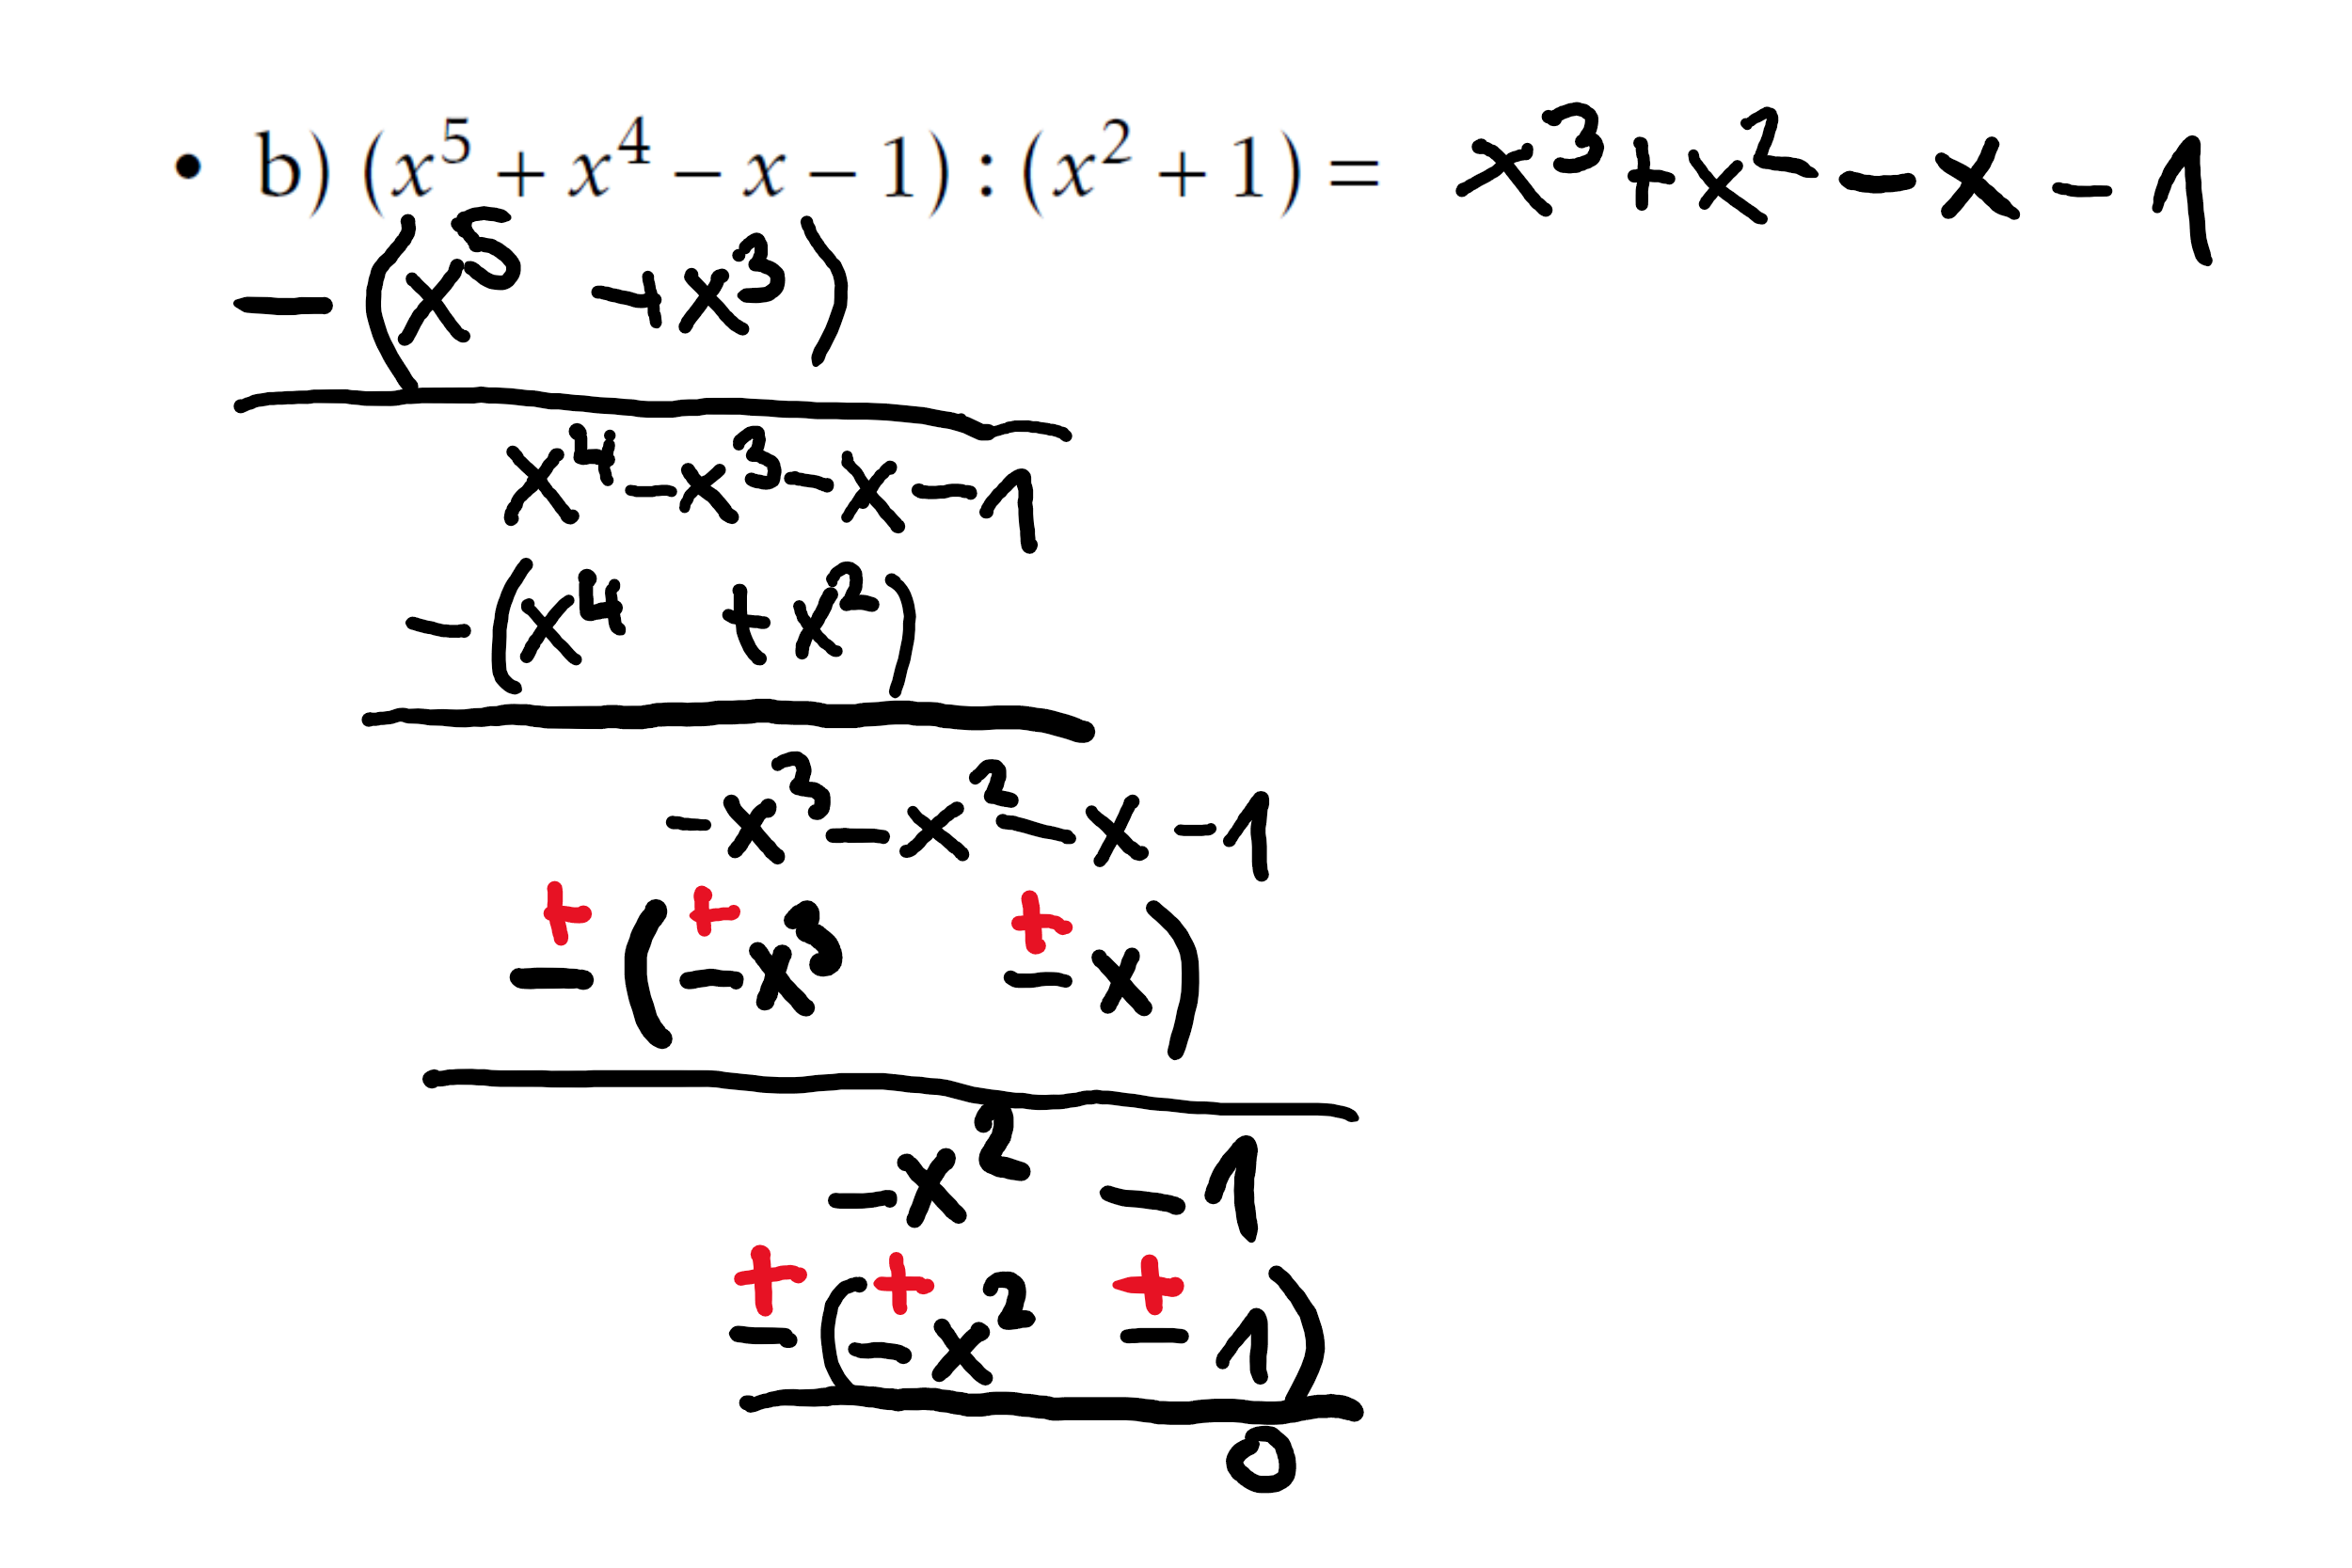 • b) (x⁵ + x⁴ − x − 1) : (x² + 1) = x³ + x² − x − 1
− (x⁵ + x³)
x⁴ − x³ − x − 1
− (x⁴ + x²)
− x³ − x² − x − 1
+ + +
− (− x³ − x)
− x² − 1
+ + +
− (− x² − 1)
0